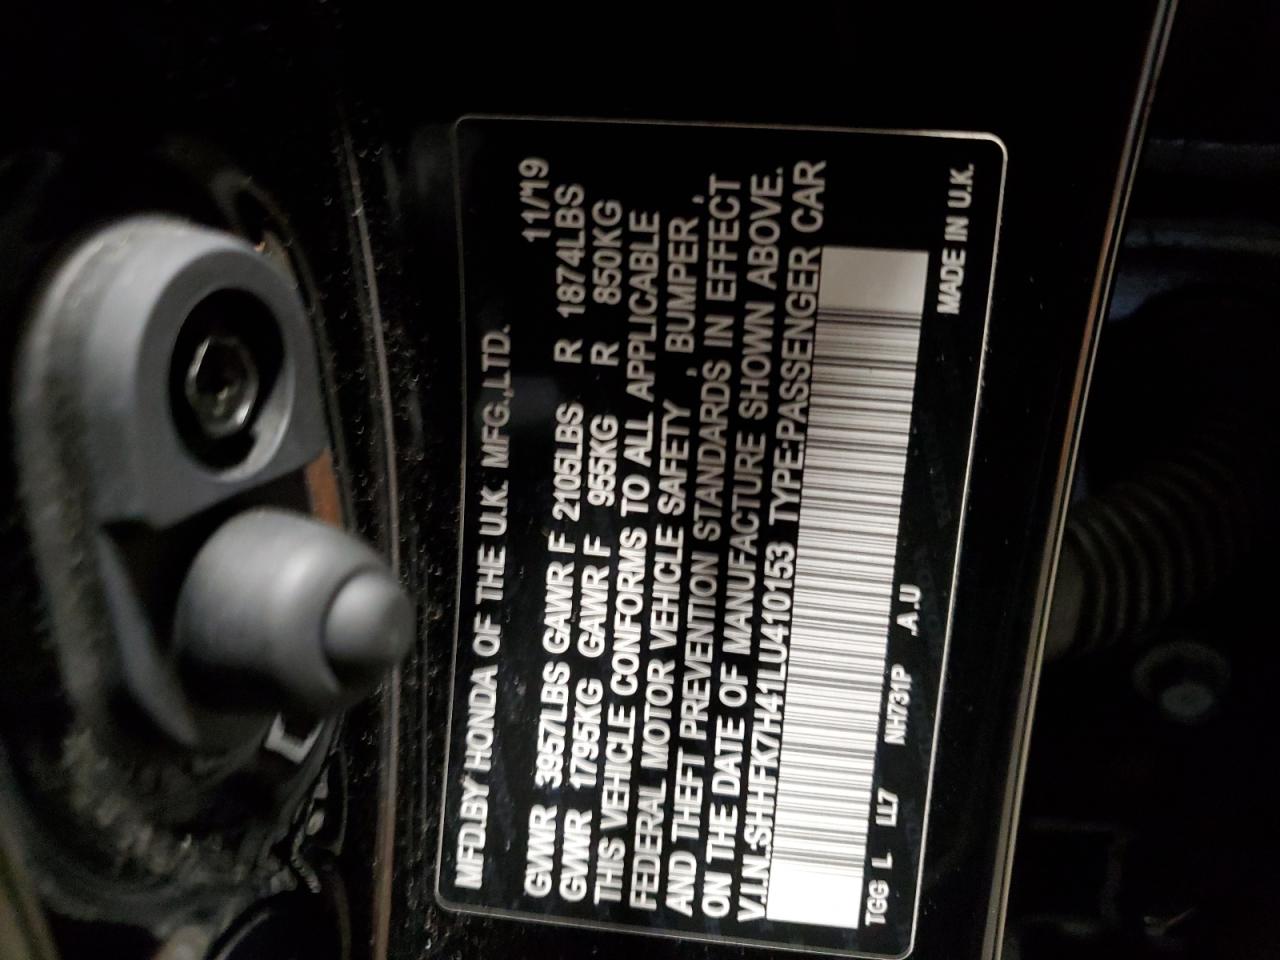 MFD.BY HONDA OF THE U.K. MFG.,LTD.
11/19
GVWR 3957LBS GAWR F 2105LBS R 1874LBS
GVWR 1795KG GAWR F 955KG R 850KG
THIS VEHICLE CONFORMS TO ALL APPLICABLE
FEDERAL MOTOR VEHICLE SAFETY , BUMPER ,
AND THEFT PREVENTION STANDARDS IN EFFECT
ON THE DATE OF MANUFACTURE SHOWN ABOVE.
V.I.N.:SHHFK7H41LU410153 TYPE:PASSENGER CAR
TGG L LL7 NH731P .A.U MADE IN U.K.